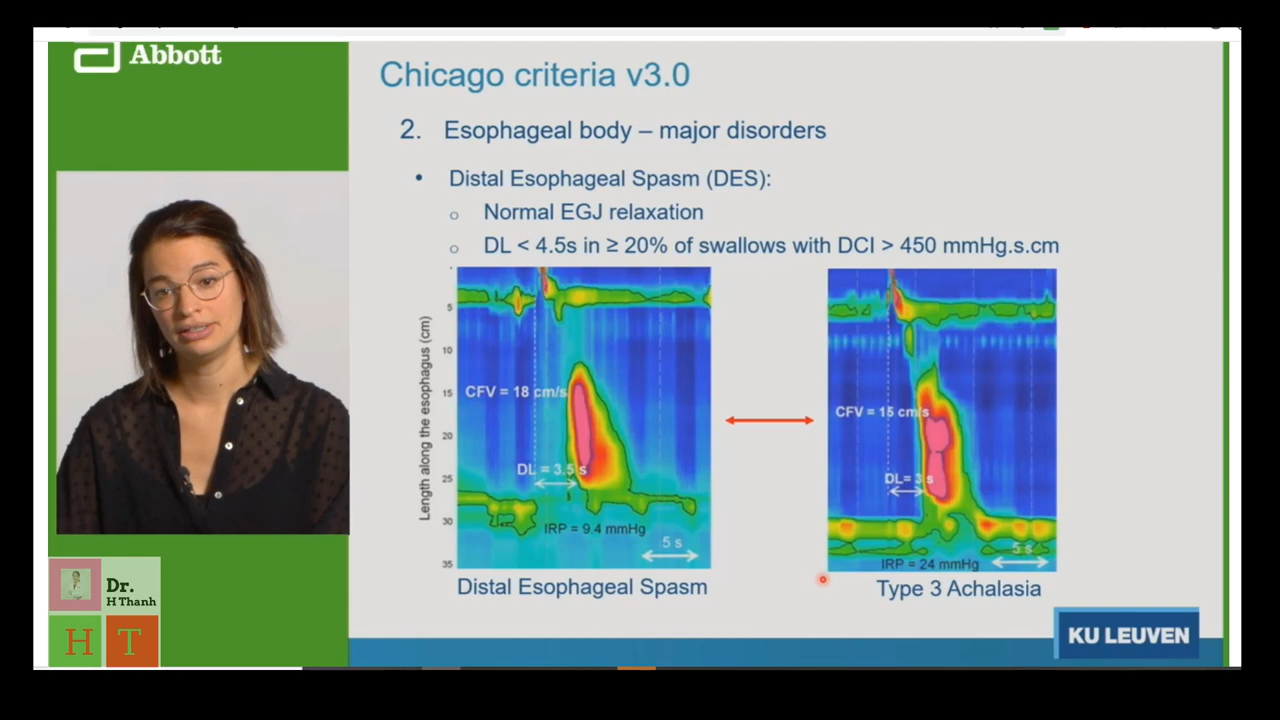 Abbott
Chicago criteria v3.0
2. Esophageal body – major disorders
• Distal Esophageal Spasm (DES):
o Normal EGJ relaxation
o DL < 4.5s in ≥ 20% of swallows with DCI > 450 mmHg.s.cm
Length along the esophagus (cm)
5
10
15
20
25
30
35
CFV = 18 cm/s
DL = 3.5 s
IRP = 9.4 mmHg
5 s
Distal Esophageal Spasm
CFV = 15 cm/s
DL= 3 s
IRP = 24 mmHg
5 s
Type 3 Achalasia
Dr.
H Thanh
H T
KU LEUVEN